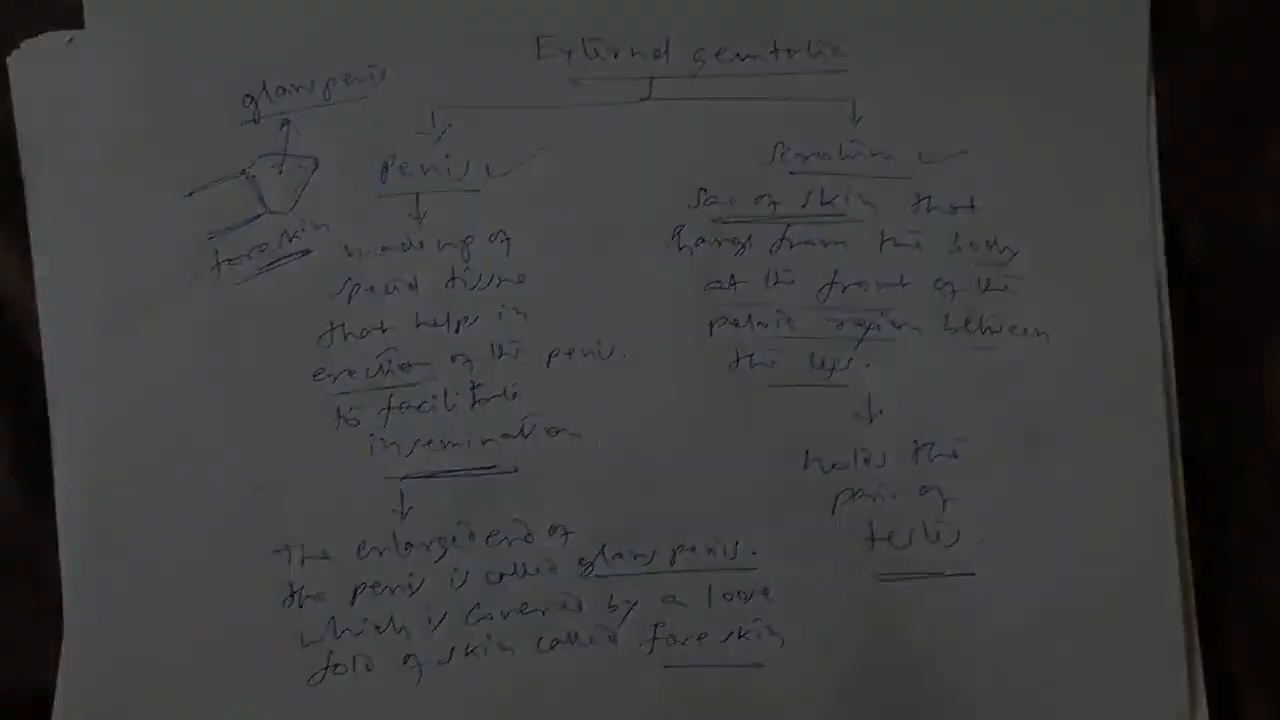 External genitalia
glans penis
foreskin
penis
made up of
special tissue
that helps in
erection of the penis.
to facilitate
insemination.
The enlarged end of
the penis is called glans penis.
which is covered by a loose
fold of skin called foreskin
Scrotum
Sac of skin that
hangs from the body
at the front of the
pelvic region between
the legs.
holds the
pair of
testis.